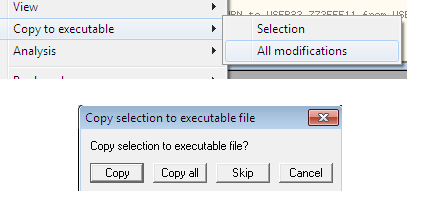 View
Copy to executable
Selection
All modifications
Analysis
Copy selection to executable file
Copy selection to executable file?
Copy
Copy all
Skip
Cancel